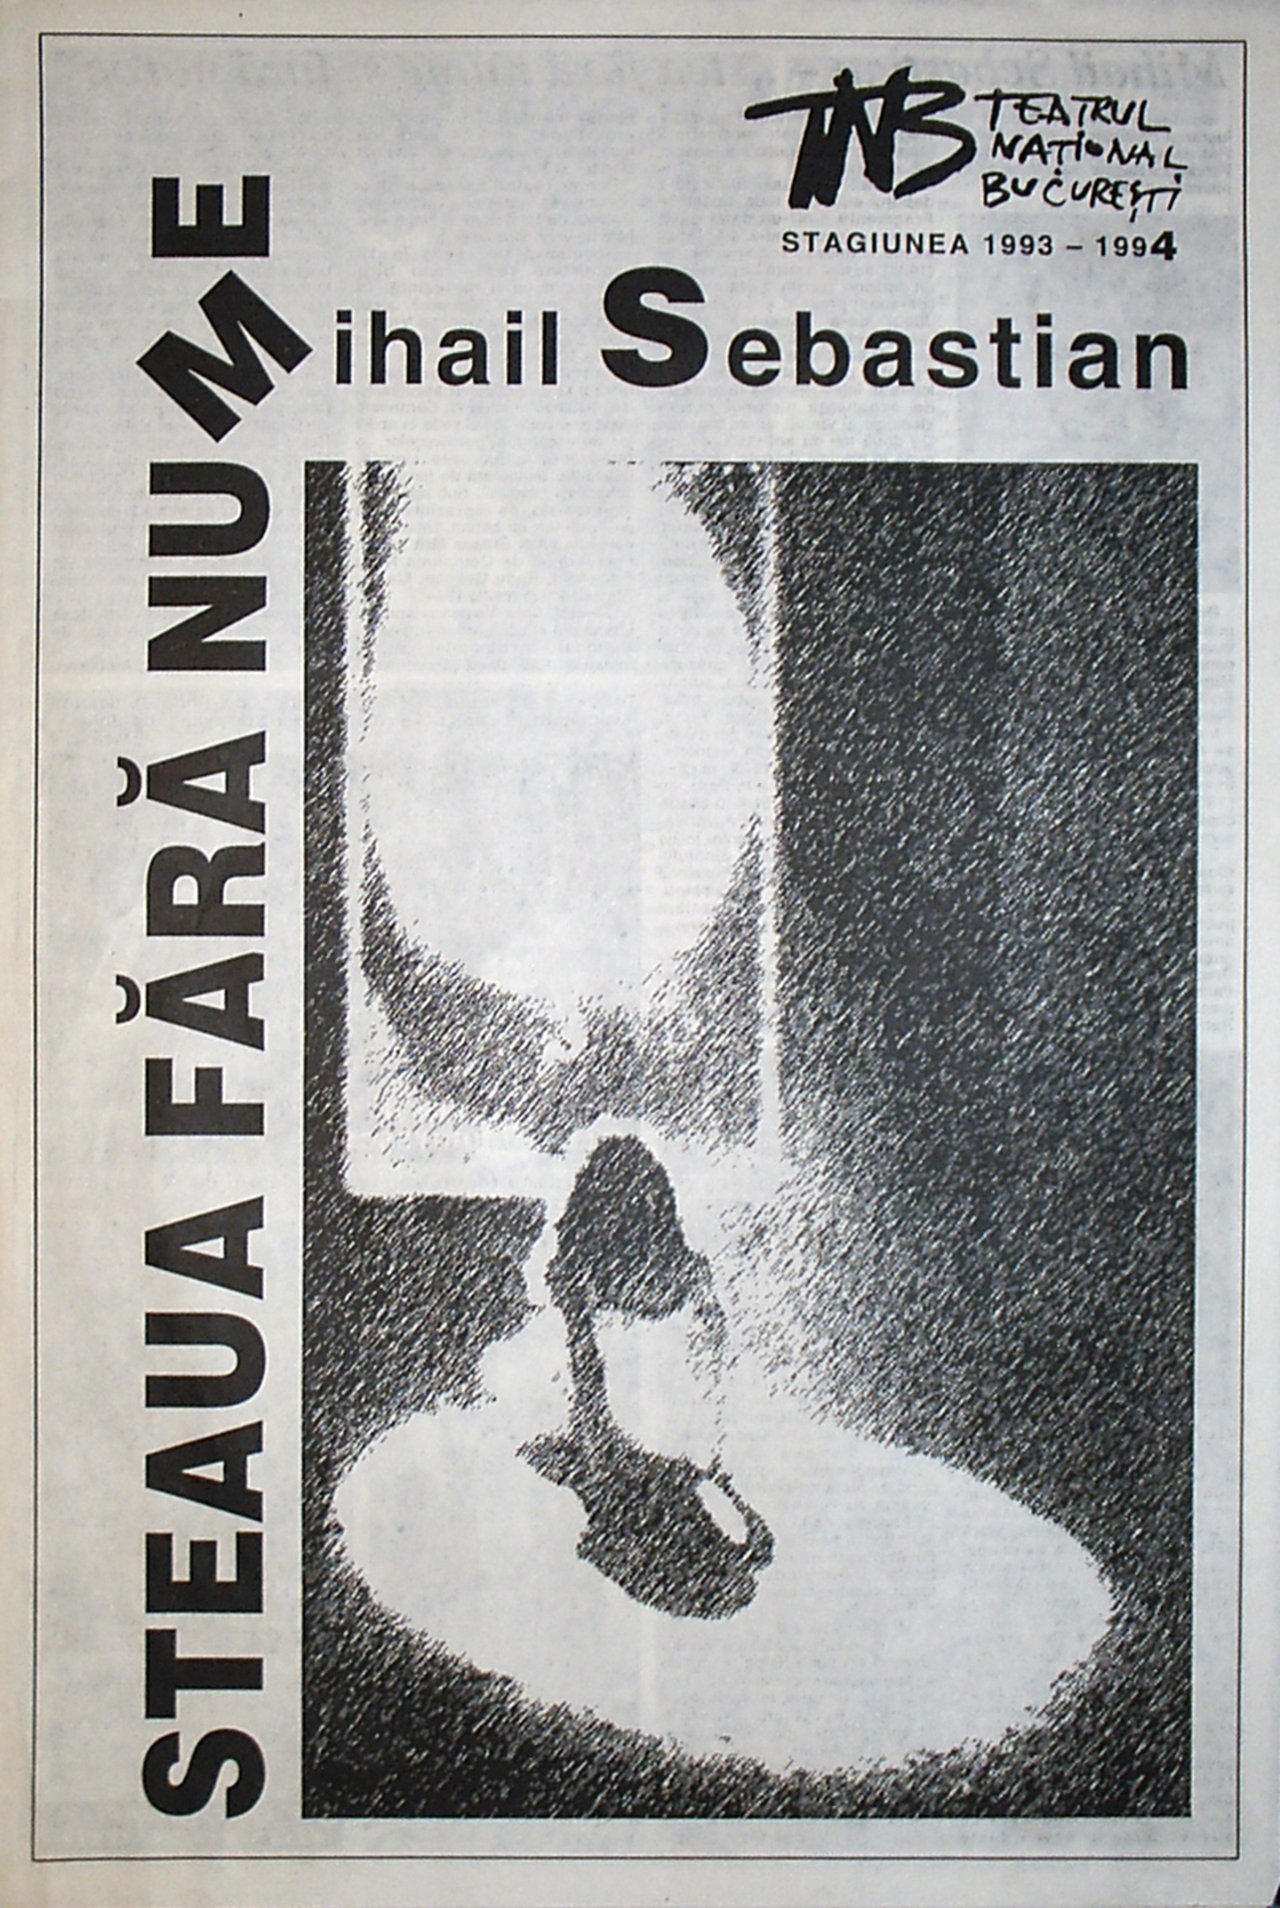 TNB TEATRUL
NAȚIONAL
BUCUREȘTI
STAGIUNEA 1993 – 1994
Mihail Sebastian
STEAUA FĂRĂ NUME